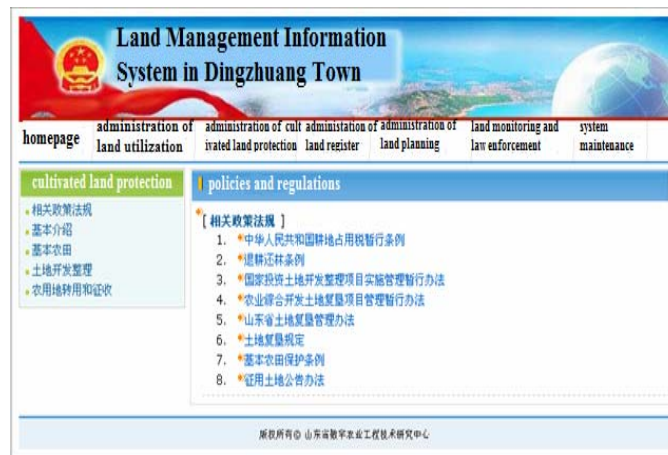 Land Management Information
System in Dingzhuang Town
homepage
administration of
land utilization
administration of cult
ivated land protection
administation of
land register
administration of
land planning
land monitoring and
law enforcement
system
maintenance
cultivated land protection
相关政策法规
基本介绍
基本农田
土地开发整理
农用地转用和征收
policies and regulations
[ 相关政策法规 ]
1. 中华人民共和国耕地占用税暂行条例
2. 退耕还林条例
3. 国家投资土地开发整理项目实施管理暂行办法
4. 农业综合开发土地复垦项目管理暂行办法
5. 山东省土地复垦管理办法
6. 土地复垦规定
7. 基本农田保护条例
8. 征用土地公告办法
版权所有© 山东省数字农业工程技术研究中心